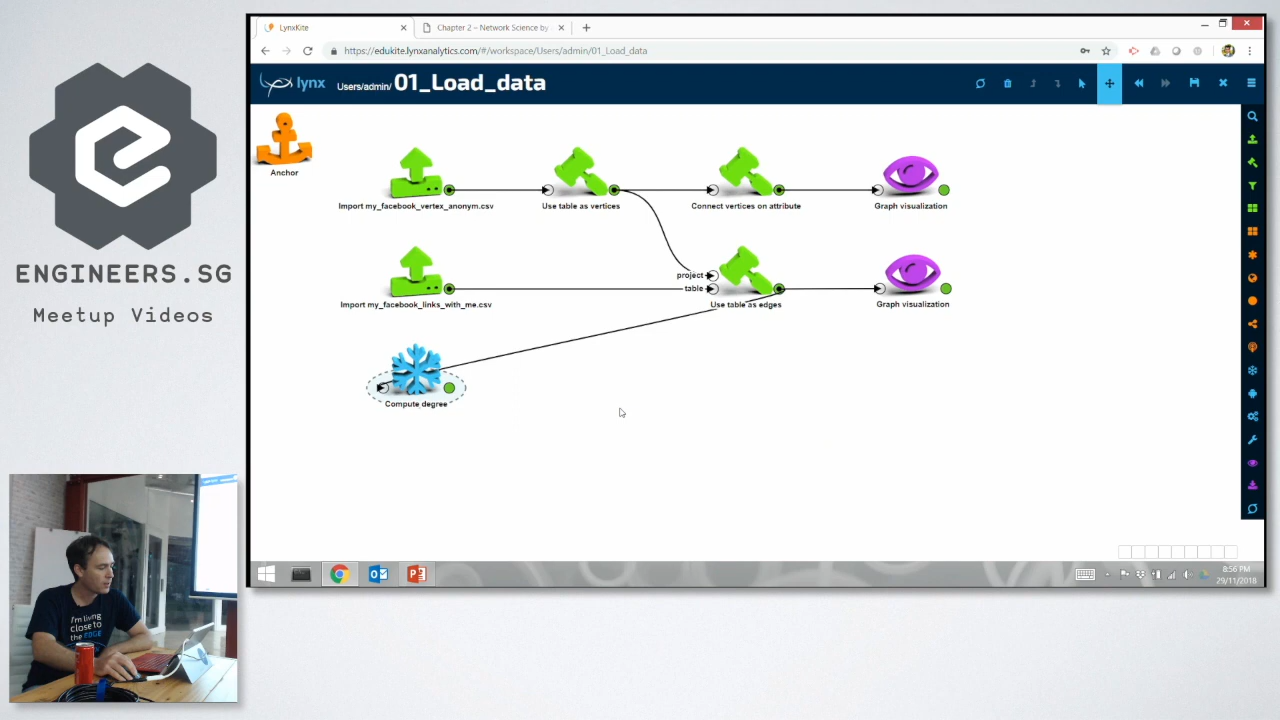 LynxKite
Chapter 2 – Network Science by
https://edukite.lynxanalytics.com/#/workspace/Users/admin/01_Load_data
lynx
Users/admin/ 01_Load_data
Anchor
Import my_facebook_vertex_anonym.csv
Use table as vertices
Connect vertices on attribute
Graph visualization
project
table
Import my_facebook_links_with_me.csv
Use table as edges
Graph visualization
Compute degree
ENGINEERS.SG
Meetup Videos
I'm living
close to
the EDGE
8:56 PM
29/11/2018